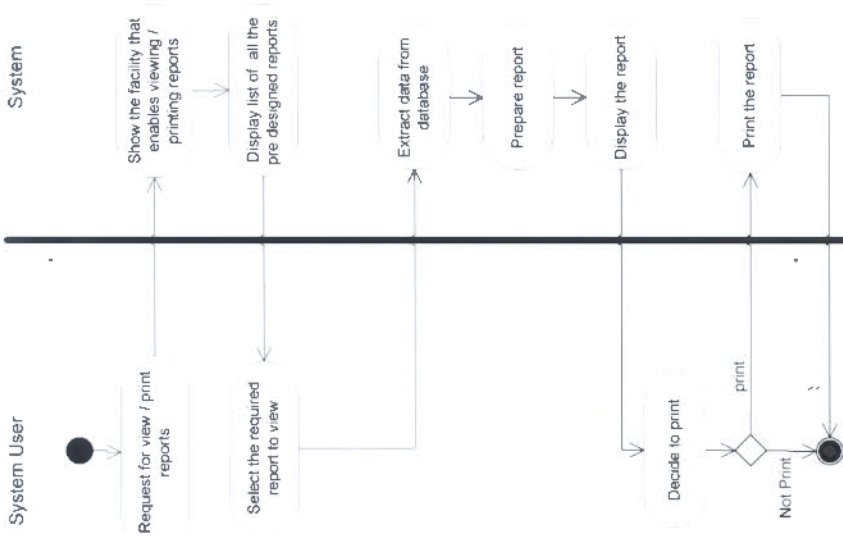 System User
System
Request for view / print
reports
Show the facility that
enables viewing /
printing reports
Display list of all the
pre designed reports
Select the required
report to view
Extract data from
database
Prepare report
Display the report
Decide to print
print
Not Print
Print the report